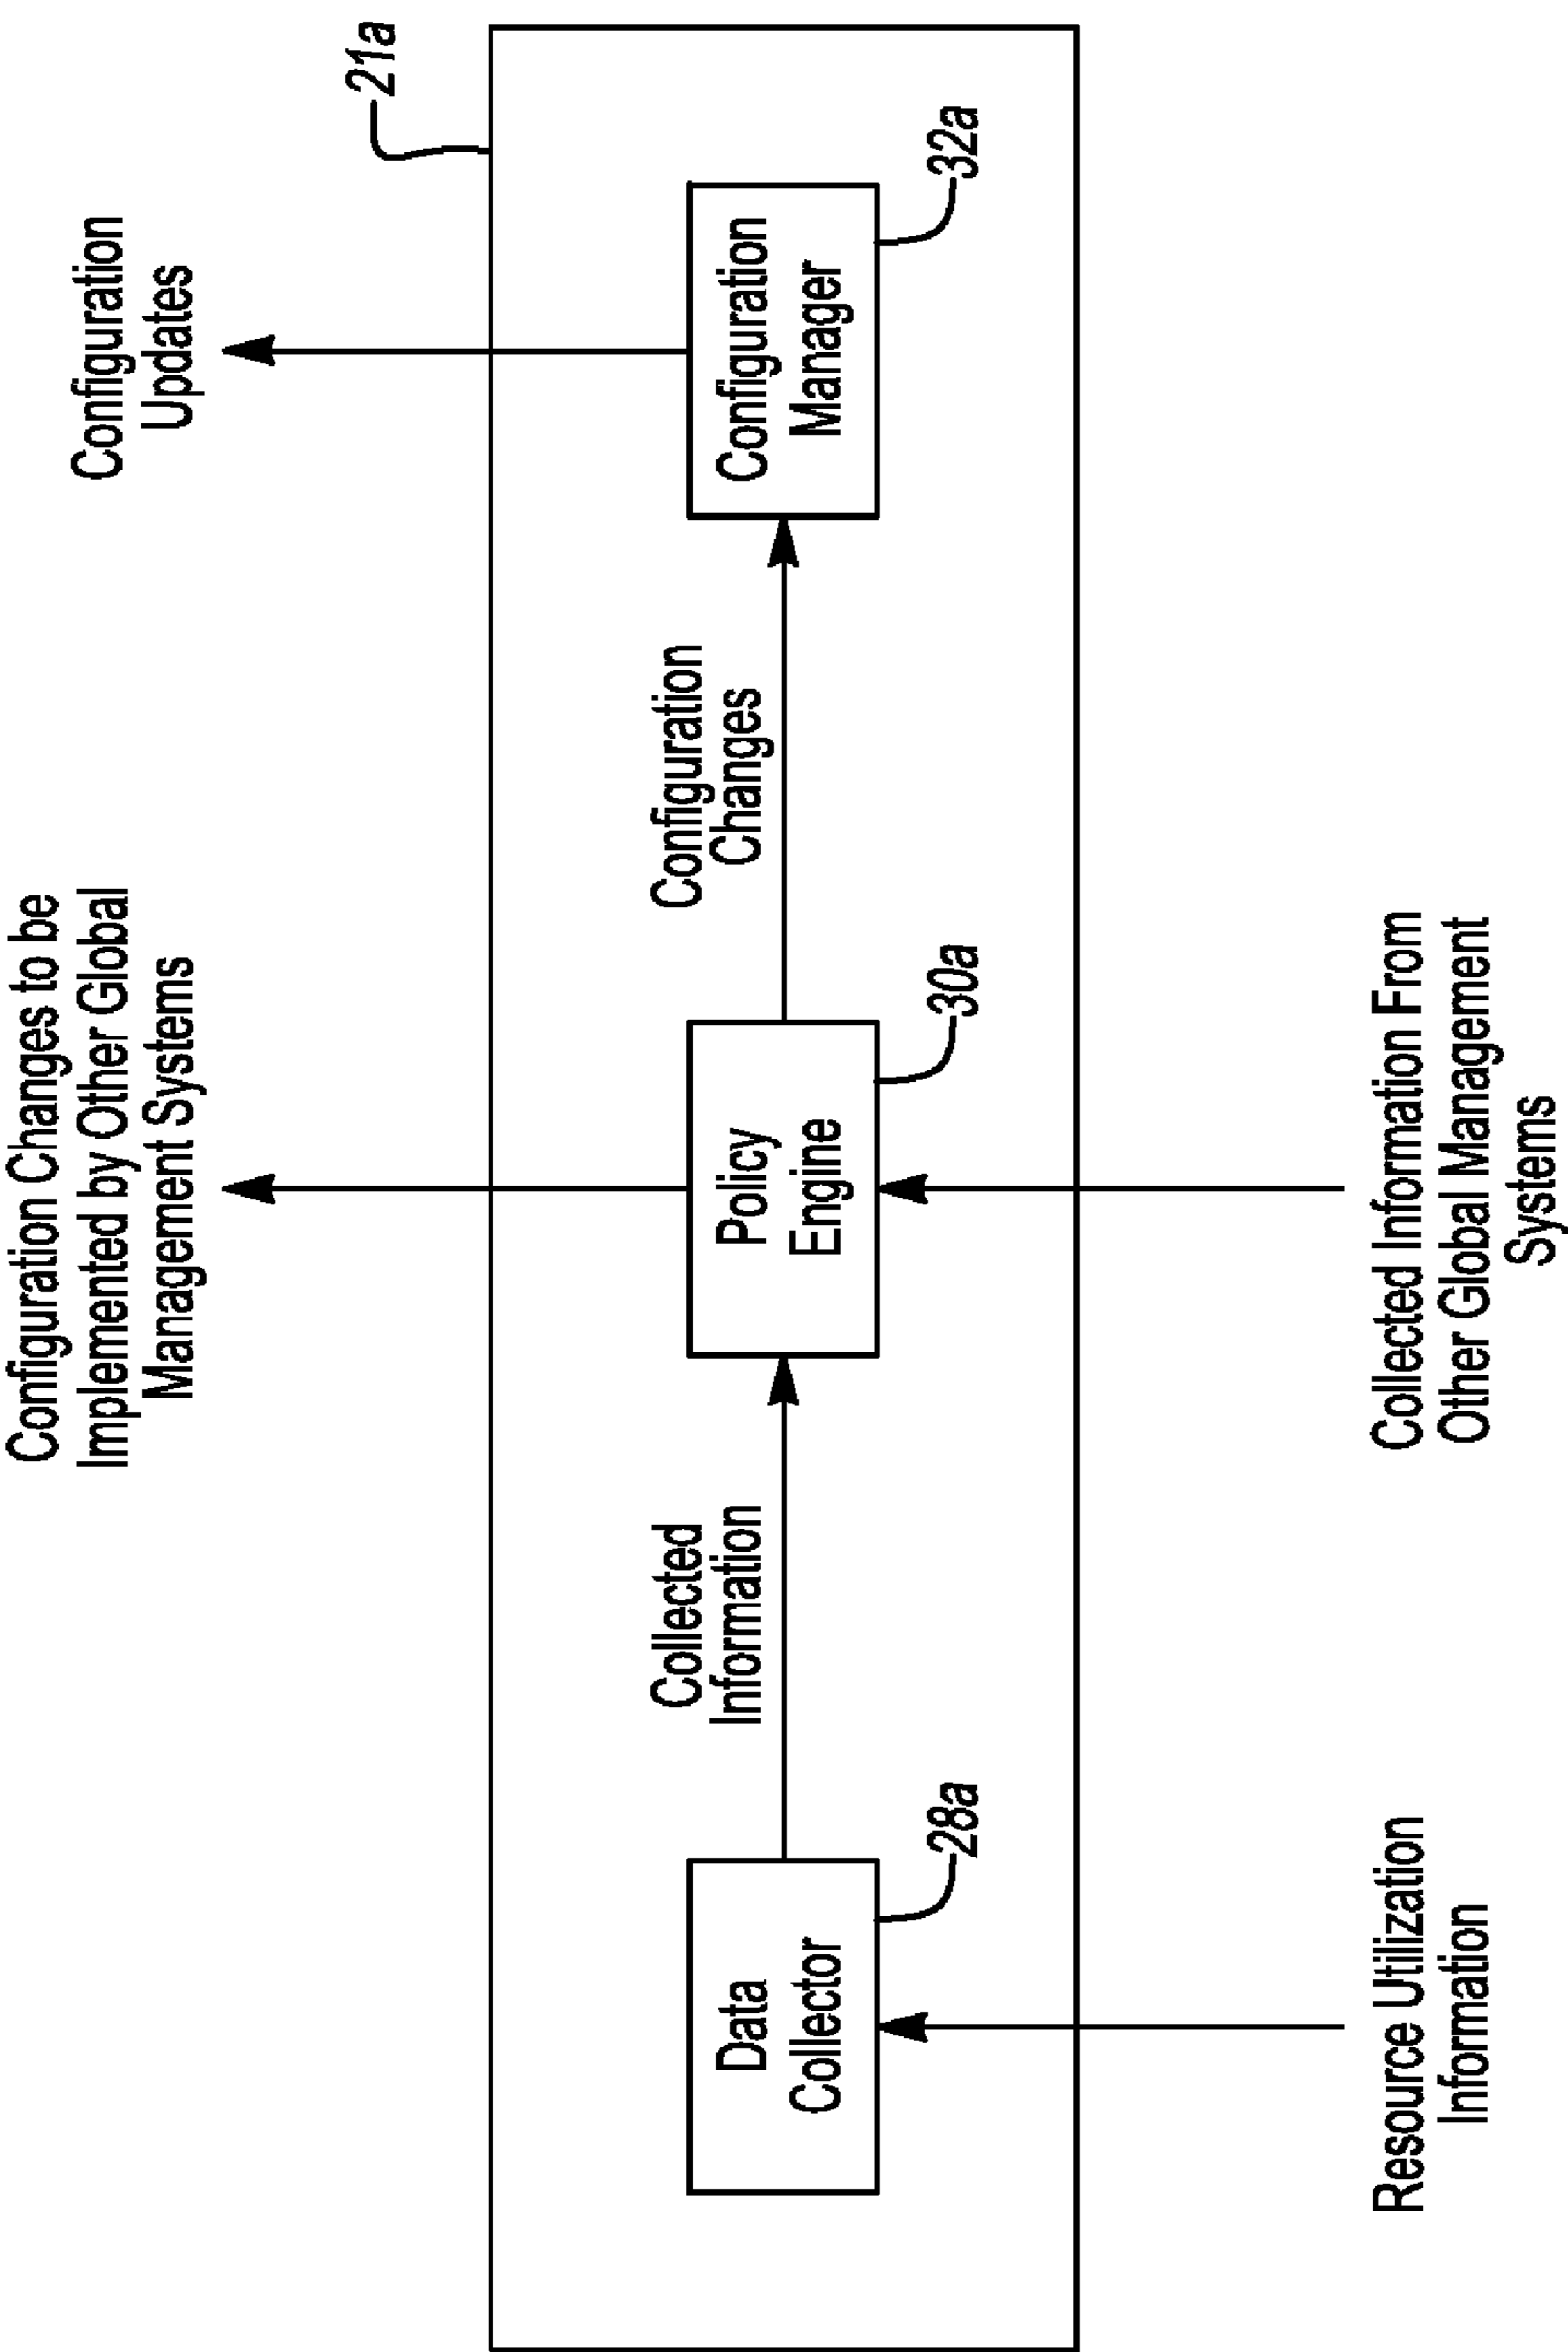 Configuration Changes to be
Implemented by Other Global
Management Systems
Configuration
Updates
21a
Collected
Information
Configuration
Changes
Data
Collector
Policy
Engine
Configuration
Manager
28a
30a
32a
Resource Utilization
Information
Collected Information From
Other Global Management
Systems